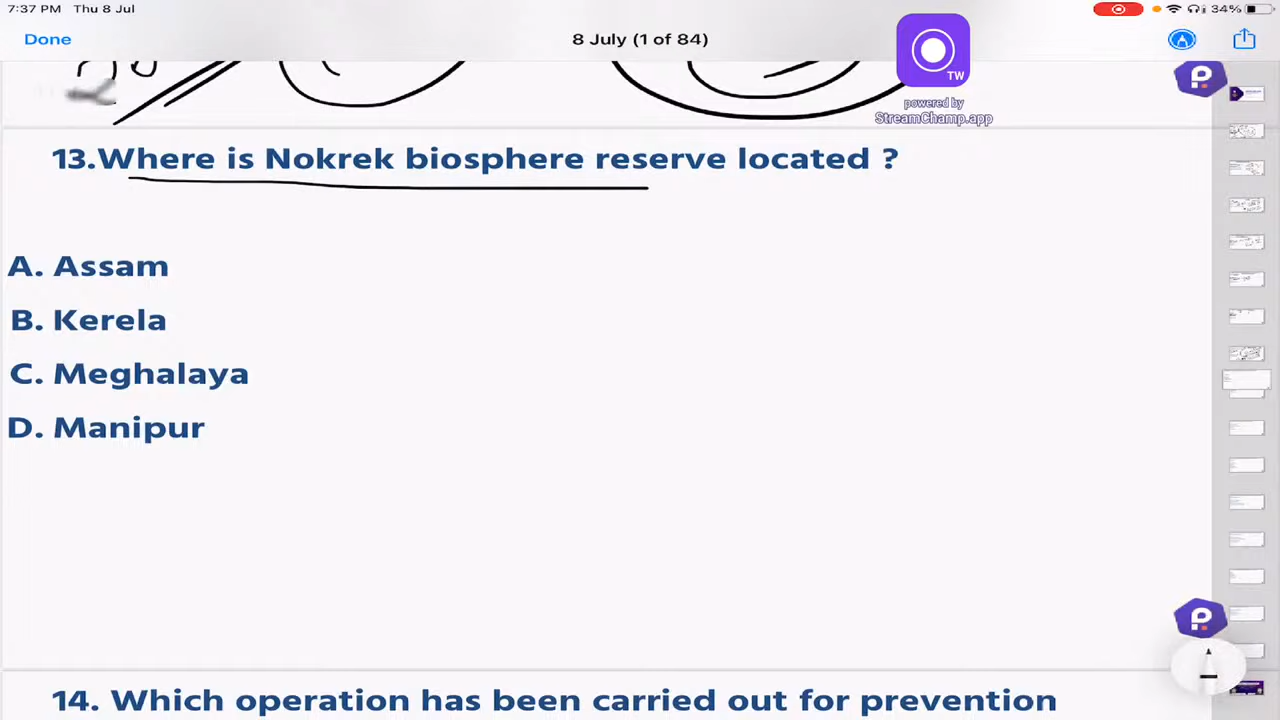 7:37 PM Thu 8 Jul
34%
Done
8 July (1 of 84)
TW
powered by
StreamChamp.app
13.Where is Nokrek biosphere reserve located ?
A. Assam
B. Kerela
C. Meghalaya
D. Manipur
14. Which operation has been carried out for prevention